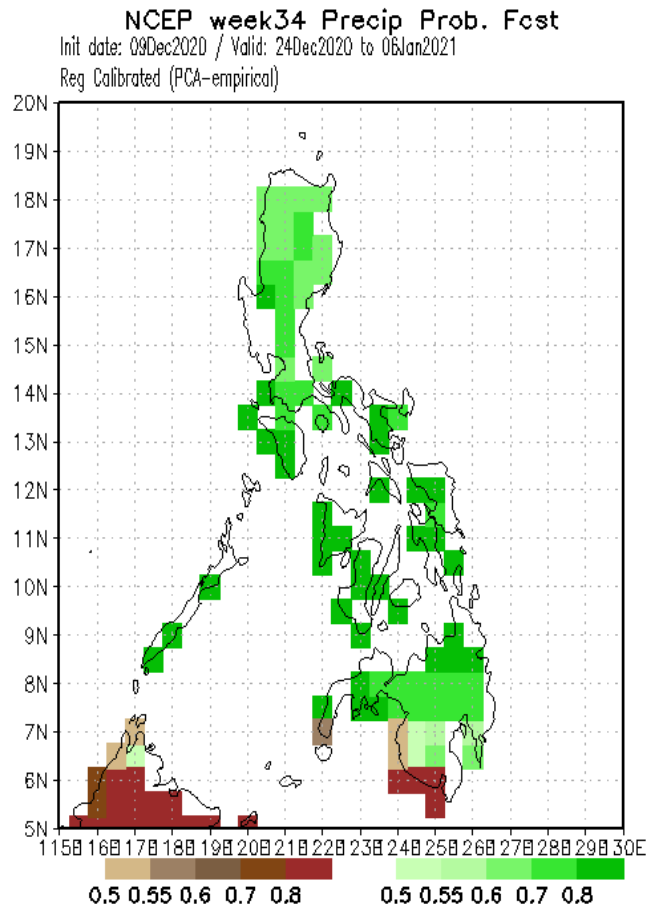 NCEP week34 Precip Prob. Fcst
Init date: 09Dec2020 / Valid: 24Dec2020 to 06Jan2021
Reg Calibrated (PCA-empirical)
20N
19N
18N
17N
16N
15N
14N
13N
12N
11N
10N
9N
8N
7N
6N
5N
115E 116E 117E 118E 119E 120E 121E 122E 123E 124E 125E 126E 127E 128E 129E 130E
0.5 0.55 0.6 0.7 0.8 0.5 0.55 0.6 0.7 0.8